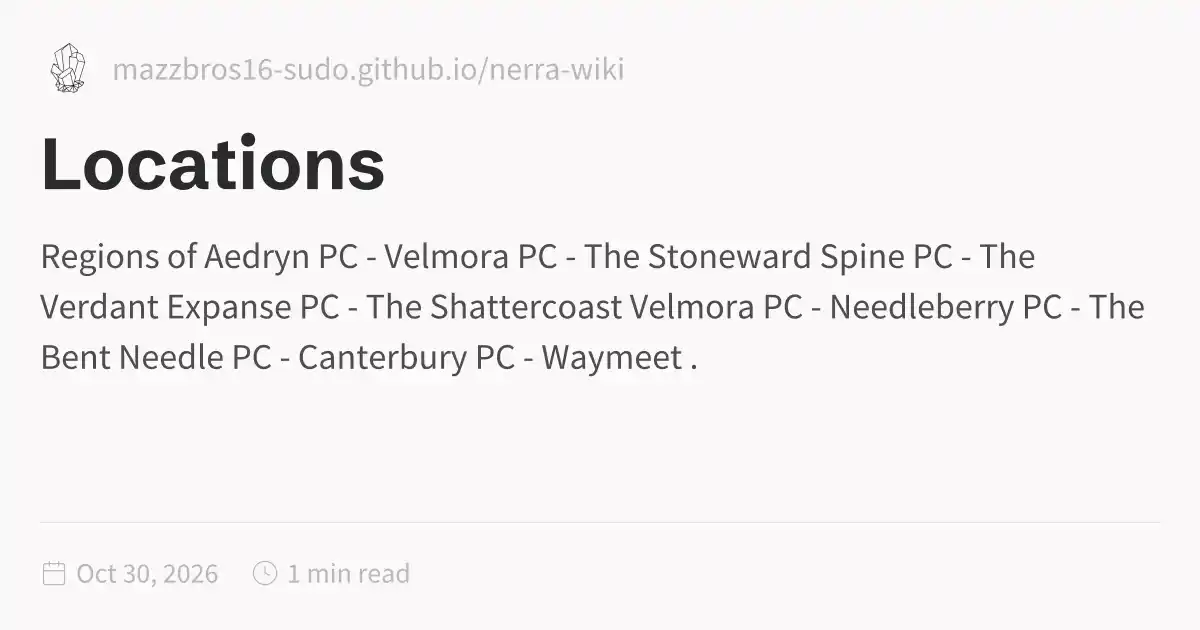 mazzbros16-sudo.github.io/nerra-wiki
Locations
Regions of Aedryn PC - Velmora PC - The Stoneward Spine PC - The
Verdant Expanse PC - The Shattercoast Velmora PC - Needleberry PC - The
Bent Needle PC - Canterbury PC - Waymeet .
Oct 30, 2026 1 min read